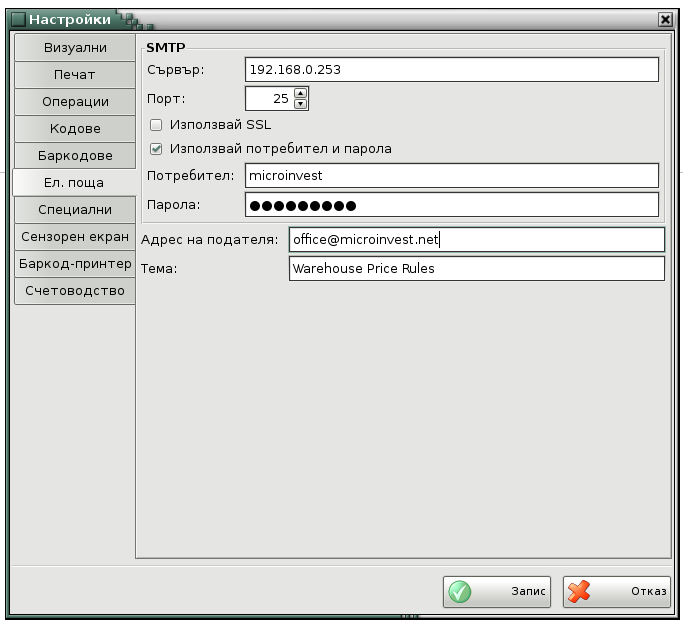 Настройки
Визуални
Печат
Операции
Кодове
Баркодове
Ел. поща
Специални
Сензорен екран
Баркод-принтер
Счетоводство
SMTP
Сървър: 192.168.0.253
Порт: 25
Използвай SSL
Използвай потребител и парола
Потребител: microinvest
Парола: ●●●●●●●●●
Адрес на подателя: office@microinvest.net
Тема: Warehouse Price Rules
Запис Отказ